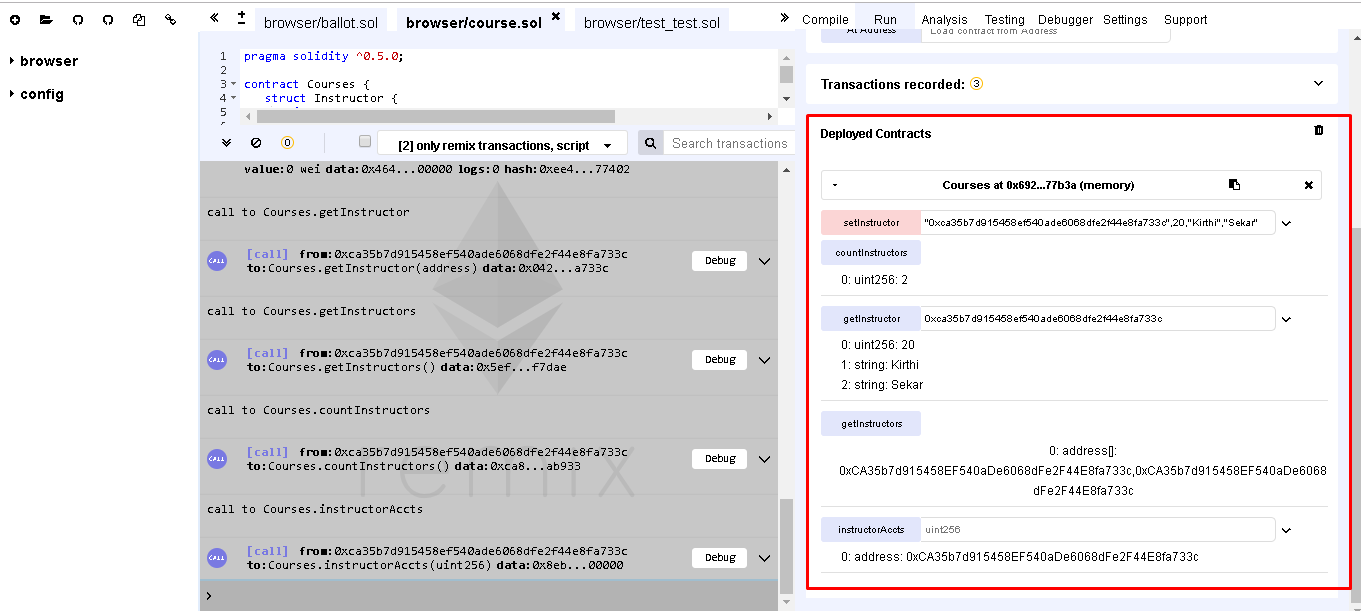 browser/ballot.sol
browser/course.sol
browser/test_test.sol
Compile Run Analysis Testing Debugger Settings Support
browser
config
1 pragma solidity ^0.5.0;
2
3 contract Courses {
4 struct Instructor {
5
0
[2] only remix transactions, script
Search transactions
value:0 wei data:0x464...00000 logs:0 hash:0xee4...77402
call to Courses.getInstructor
CALL
[call] from:0xca35b7d915458ef540ade6068dfe2f44e8fa733c
to:Courses.getInstructor(address) data:0x042...a733c
Debug
call to Courses.getInstructors
CALL
[call] from:0xca35b7d915458ef540ade6068dfe2f44e8fa733c
to:Courses.getInstructors() data:0x5ef...f7dae
Debug
call to Courses.countInstructors
CALL
[call] from:0xca35b7d915458ef540ade6068dfe2f44e8fa733c
to:Courses.countInstructors() data:0xca8...ab933
Debug
remix
call to Courses.instructorAccts
CALL
[call] from:0xca35b7d915458ef540ade6068dfe2f44e8fa733c
to:Courses.instructorAccts(uint256) data:0x8eb...00000
Debug
>
At Address
Load contract from Address
Transactions recorded: 3
Deployed Contracts
Courses at 0x692...77b3a (memory)
setInstructor
"0xca35b7d915458ef540ade6068dfe2f44e8fa733c",20,"Kirthi","Sekar"
countInstructors
0: uint256: 2
getInstructor
0xca35b7d915458ef540ade6068dfe2f44e8fa733c
0: uint256: 20
1: string: Kirthi
2: string: Sekar
getInstructors
0: address[]:
0xCA35b7d915458EF540aDe6068dFe2F44E8fa733c,0xCA35b7d915458EF540aDe6068
dFe2F44E8fa733c
instructorAccts
uint256
0: address: 0xCA35b7d915458EF540aDe6068dFe2F44E8fa733c